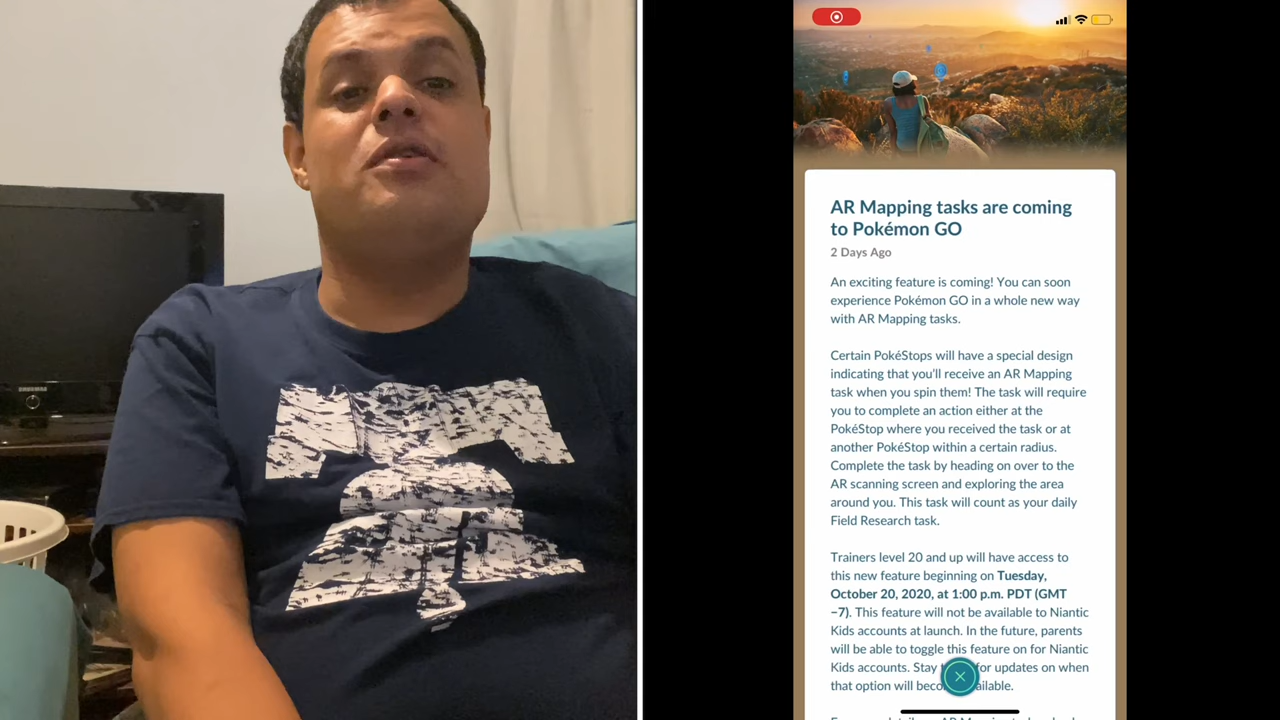 SAMSUNG
AR Mapping tasks are coming
to Pokémon GO
2 Days Ago
An exciting feature is coming! You can soon
experience Pokémon GO in a whole new way
with AR Mapping tasks.
Certain PokéStops will have a special design
indicating that you'll receive an AR Mapping
task when you spin them! The task will require
you to complete an action either at the
PokéStop where you received the task or at
another PokéStop within a certain radius.
Complete the task by heading on over to the
AR scanning screen and exploring the area
around you. This task will count as your daily
Field Research task.
Trainers level 20 and up will have access to
this new feature beginning on Tuesday,
October 20, 2020, at 1:00 p.m. PDT (GMT
−7). This feature will not be available to Niantic
Kids accounts at launch. In the future, parents
will be able to toggle this feature on for Niantic
Kids accounts. Stay for updates on when
that option will